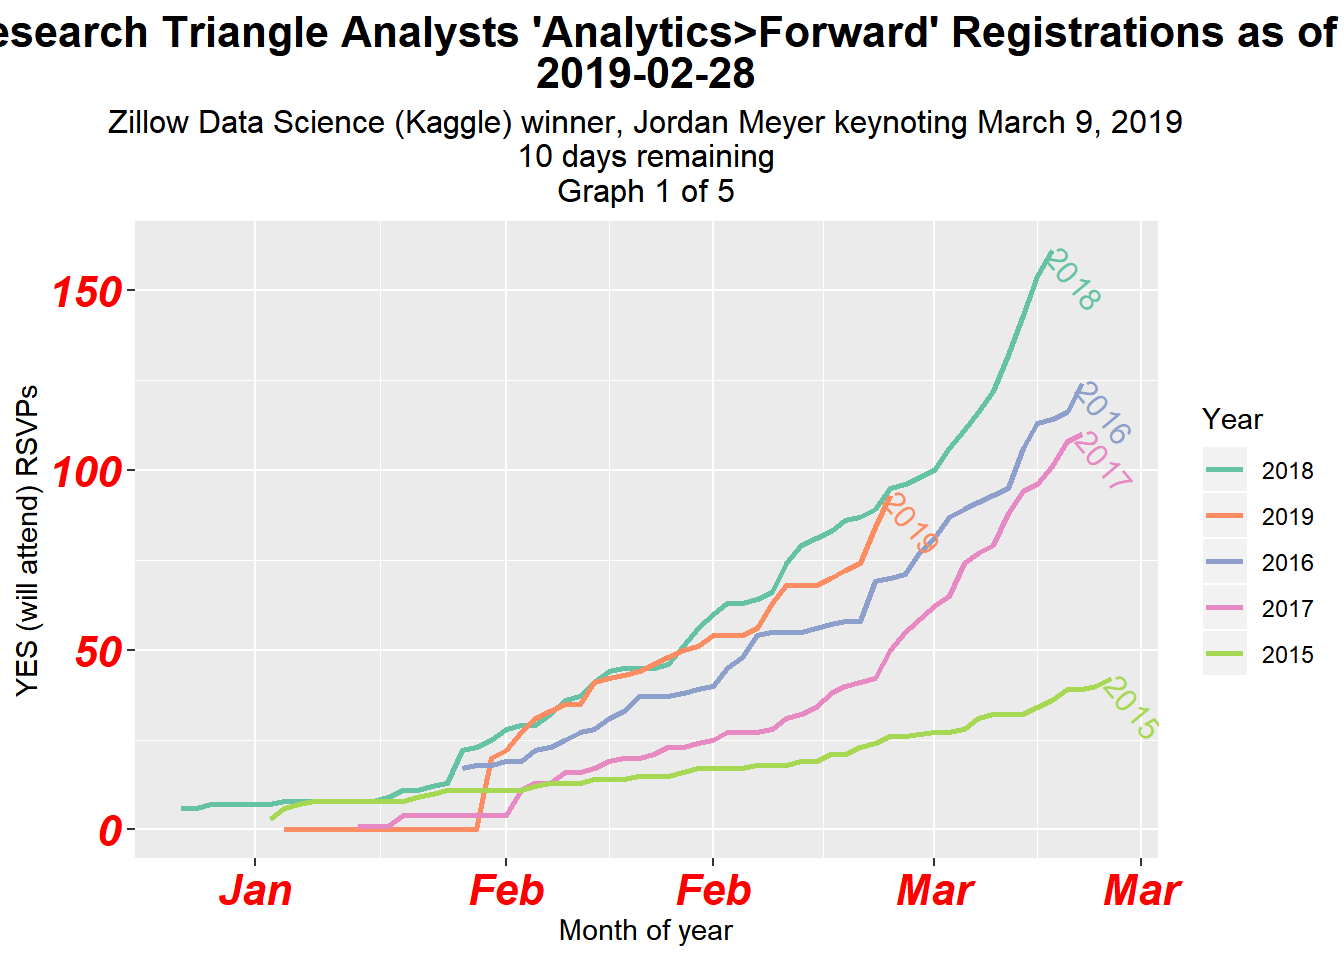 esearch Triangle Analysts 'Analytics>Forward' Registrations as of
2019-02-28
Zillow Data Science (Kaggle) winner, Jordan Meyer keynoting March 9, 2019
10 days remaining
Graph 1 of 5
YES (will attend) RSVPs
150
100
50
0
2018
2016
2017
2019
2015
Jan Feb Feb Mar Mar
Month of year
Year
2018
2019
2016
2017
2015